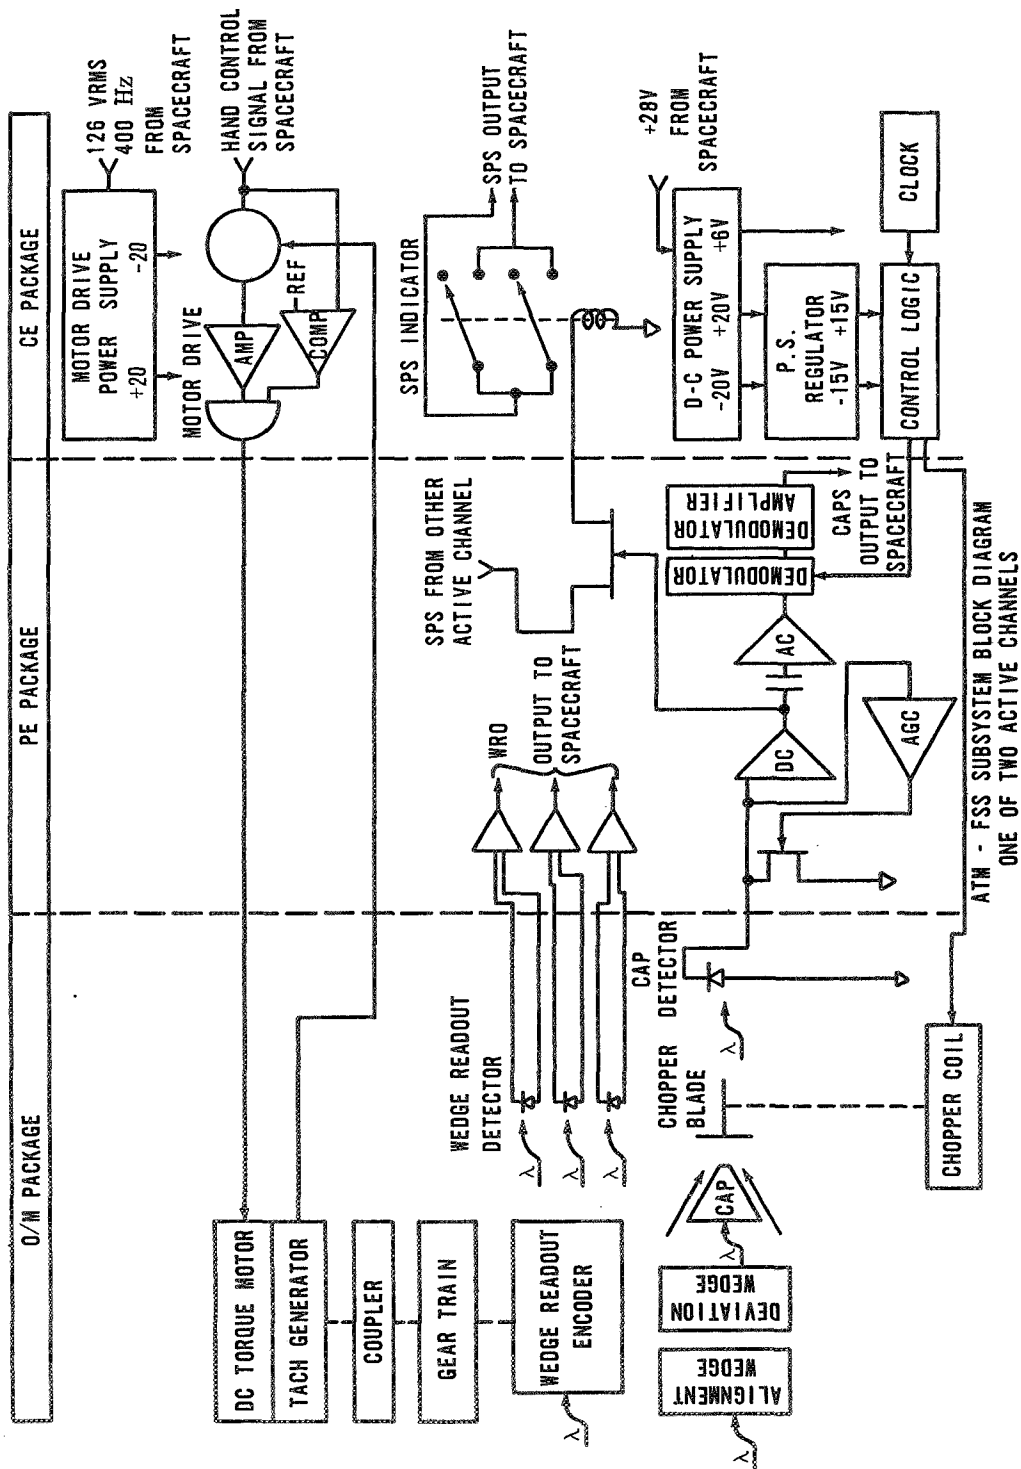 O/M PACKAGE
PE PACKAGE
CE PACKAGE
DC TORQUE MOTOR
TACH GENERATOR
COUPLER
GEAR TRAIN
WEDGE READOUT
ENCODER
λ
ALIGNMENT
WEDGE
DEVIATION
WEDGE
λ
λ
CAP
WEDGE READOUT
DETECTOR
λ
λ
λ
CHOPPER
BLADE
λ
CAP
DETECTOR
CHOPPER COIL
WRO
OUTPUT TO
SPACECRAFT
SPS FROM OTHER
ACTIVE CHANNEL
DC
AC
AGC
DEMODULATOR
DEMODULATOR
AMPLIFIER
CAPS
OUTPUT TO
SPACECRAFT
MOTOR DRIVE
POWER SUPPLY
+20 -20
126 VRMS
400 Hz
FROM
SPACECRAFT
HAND CONTROL
SIGNAL FROM
SPACECRAFT
MOTOR DRIVE
AMP
COMP
REF
SPS INDICATOR
SPS OUTPUT
TO SPACECRAFT
+28V
FROM
SPACECRAFT
D-C POWER SUPPLY
-20V +20V +6V
P.S.
REGULATOR
-15V +15V
CONTROL LOGIC
CLOCK
ATM - FSS SUBSYSTEM BLOCK DIAGRAM
ONE OF TWO ACTIVE CHANNELS